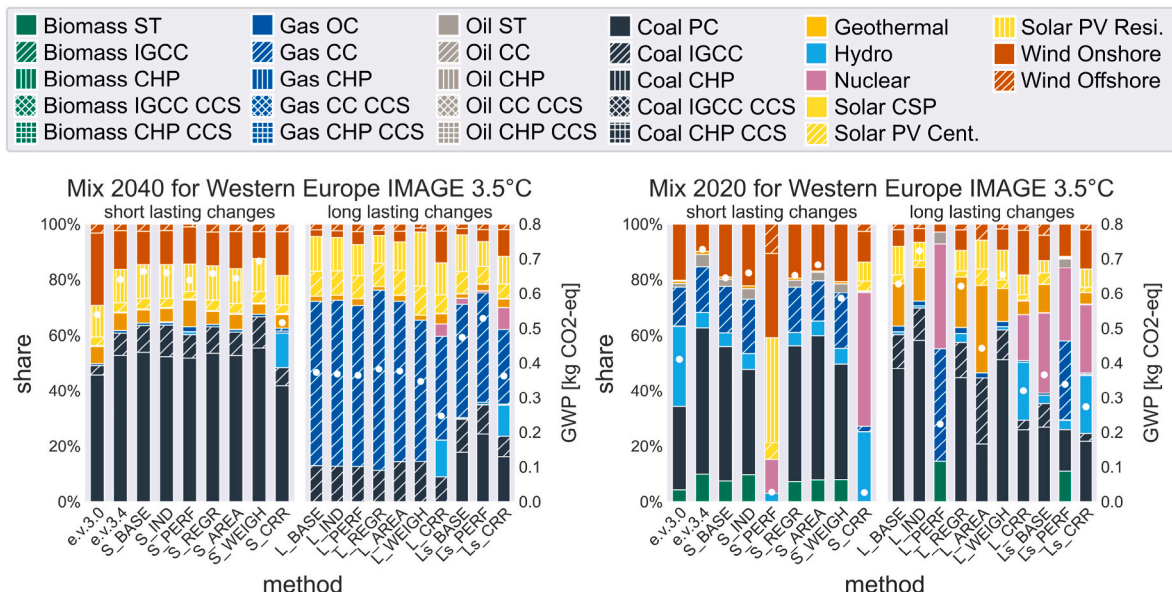 Biomass ST Gas OC Oil ST Coal PC Geothermal Solar PV Resi.
Biomass IGCC Gas CC Oil CC Coal IGCC Hydro Wind Onshore
Biomass CHP Gas CHP Oil CHP Coal CHP Nuclear Wind Offshore
Biomass IGCC CCS Gas CC CCS Oil CC CCS Coal IGCC CCS Solar CSP
Biomass CHP CCS Gas CHP CCS Oil CHP CCS Coal CHP CCS Solar PV Cent.
Mix 2040 for Western Europe IMAGE 3.5°C
short lasting changes long lasting changes
100%
80%
60%
40%
20%
0%
share
0.8
0.7
0.6
0.5
0.4
0.3
0.2
0.1
0.0
GWP [kg CO2-eq]
e.v.3.0
e.v.3.4
S_BASE
S_IND
S_PERF
S_REGR
S_AREA
S_WEIGH
S_CRR
L_BASE
L_IND
L_PERF
L_REGR
L_AREA
L_WEIGH
L_CRR
Ls_BASE
Ls_PERF
Ls_CRR
method
Mix 2020 for Western Europe IMAGE 3.5°C
short lasting changes long lasting changes
100%
80%
60%
40%
20%
0%
share
0.8
0.7
0.6
0.5
0.4
0.3
0.2
0.1
0.0
GWP [kg CO2-eq]
e.v.3.0
e.v.3.4
S_BASE
S_IND
S_PERF
S_REGR
S_AREA
S_WEIGH
S_CRR
L_BASE
L_IND
L_PERF
L_REGR
L_AREA
L_WEIGH
L_CRR
Ls_BASE
Ls_PERF
Ls_CRR
method